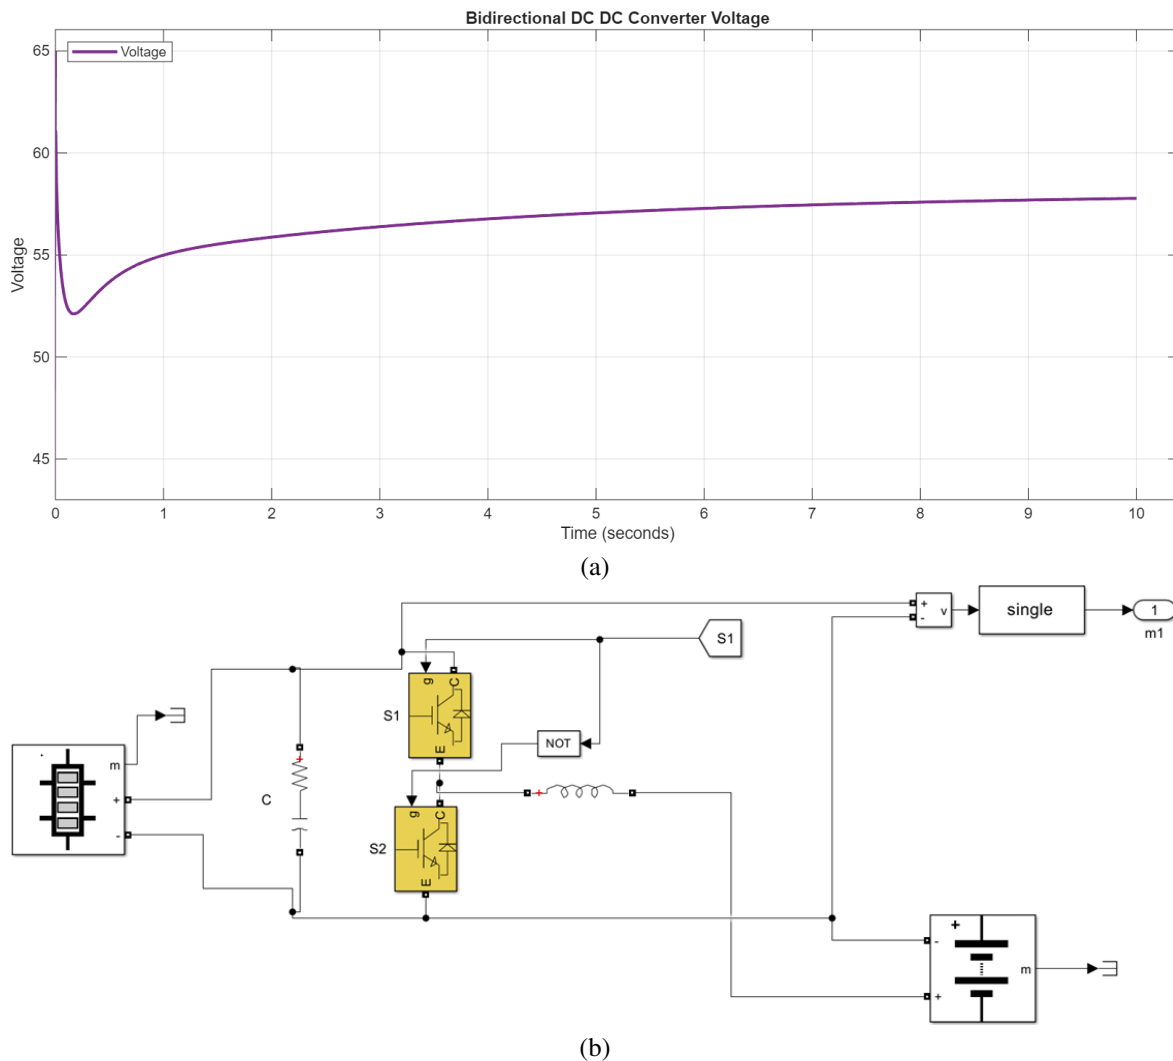 Bidirectional DC DC Converter Voltage
Voltage
65
60
55
50
45
Voltage
0 1 2 3 4 5 6 7 8 9 10
Time (seconds)
(a)
+
-
v
single
1
m1
S1
g
C
S1
E
NOT
m
+
-
C
+
+
g
C
S2
E
+
-
m
+
(b)